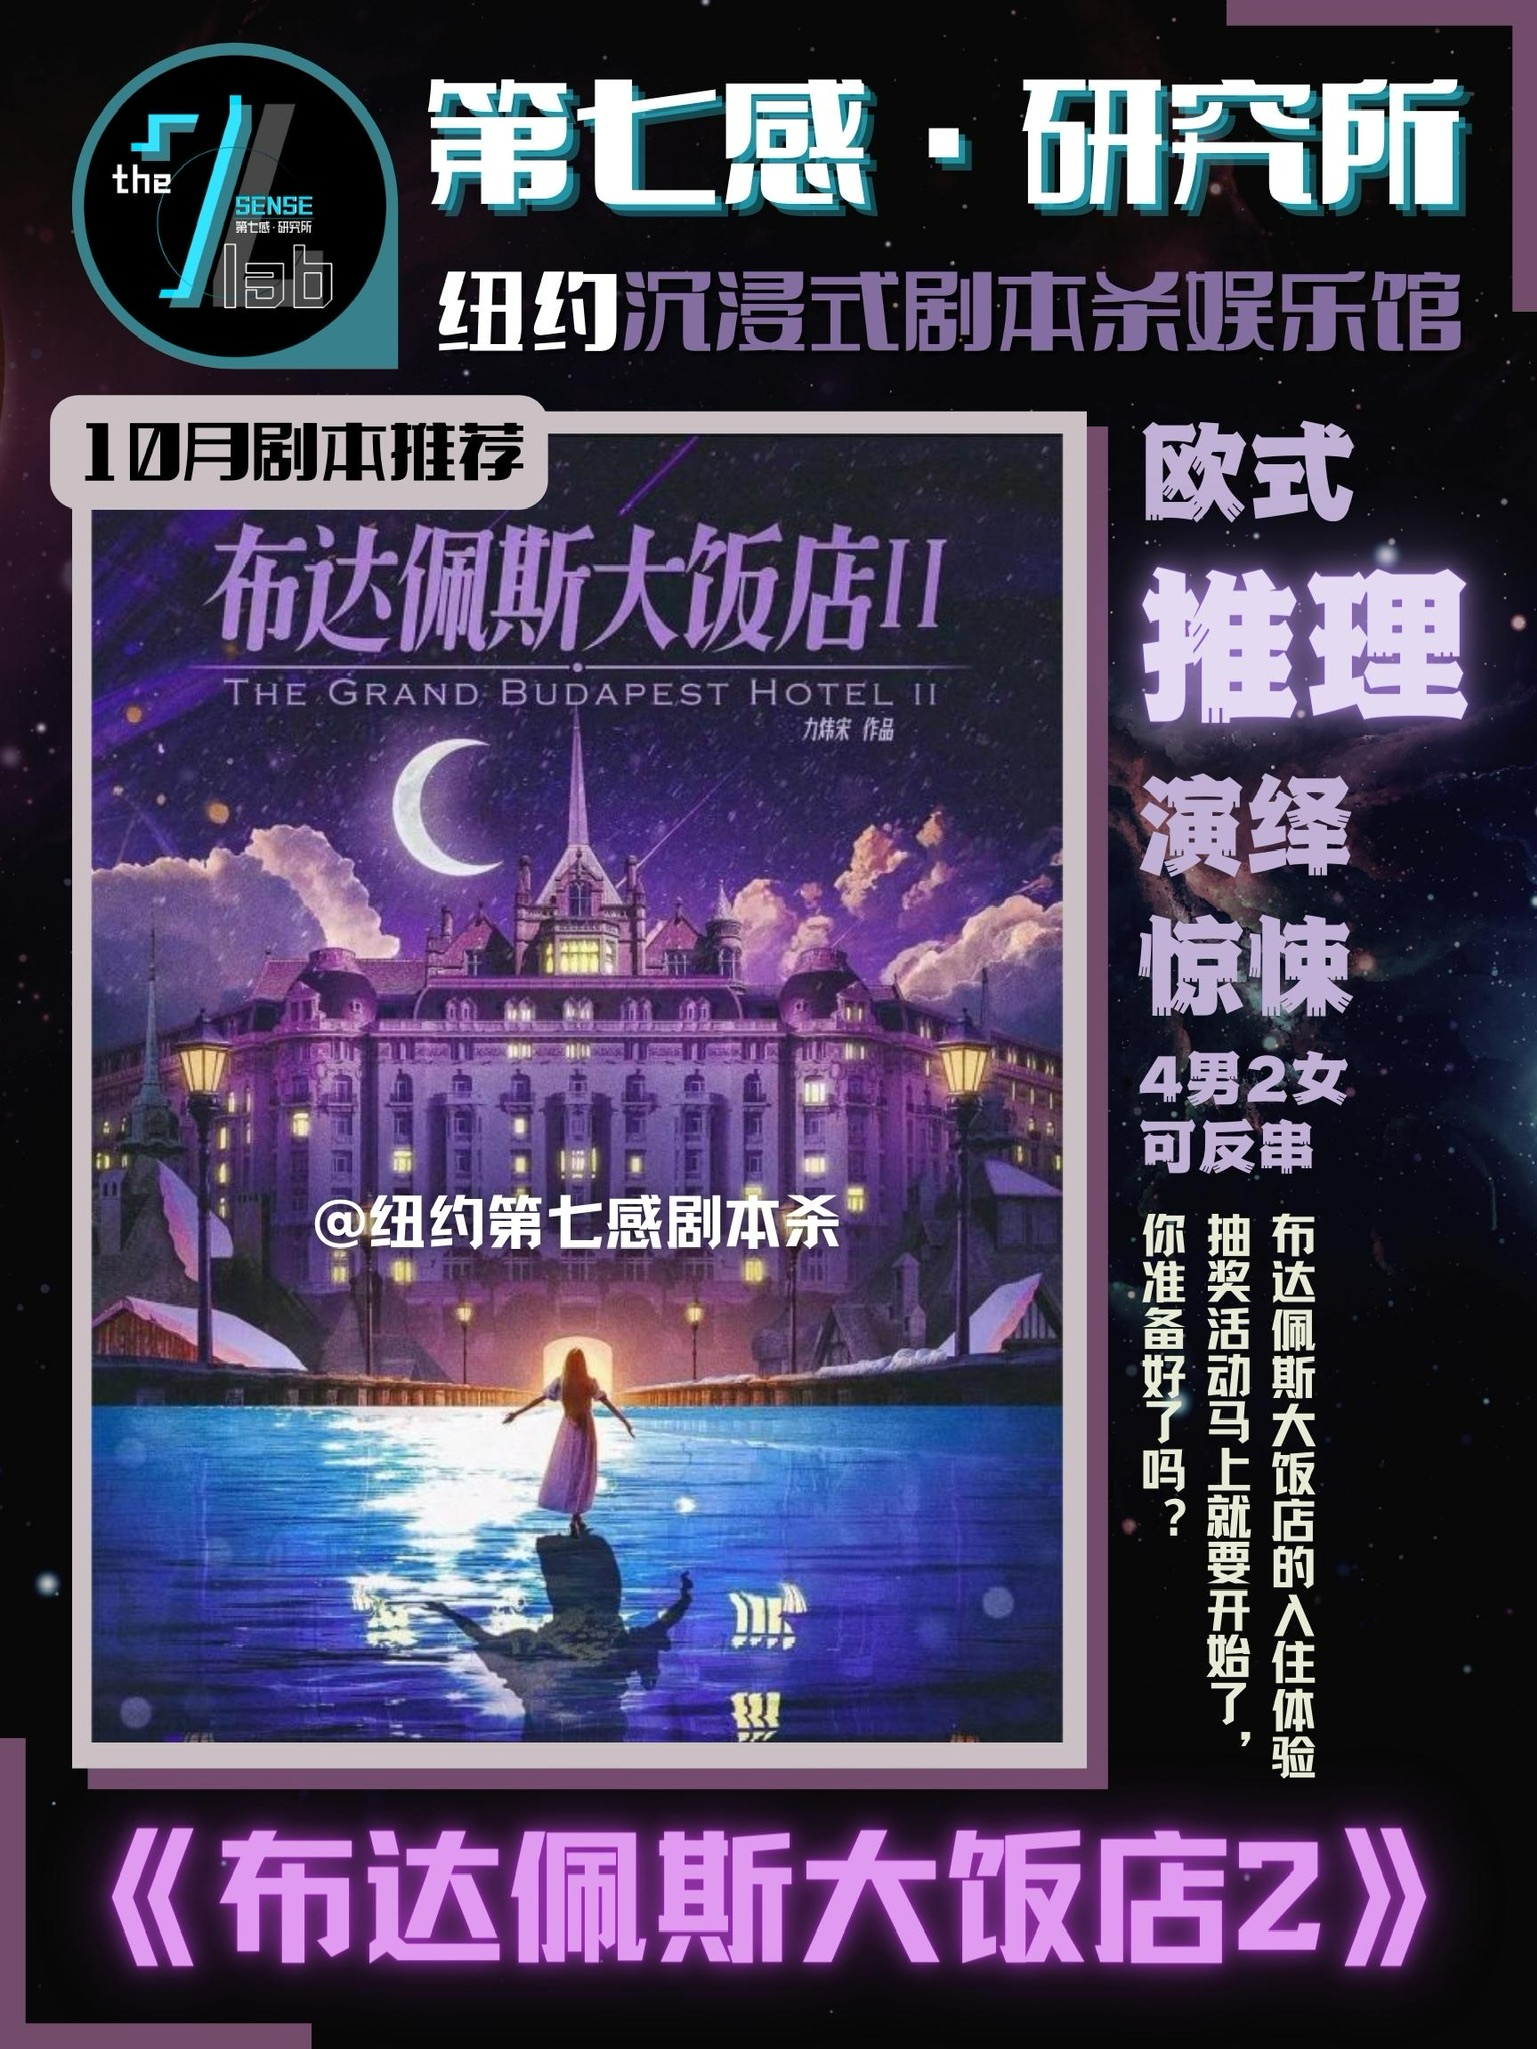 the
SENSE
第七感·研究所
lab
第七感·研究所
纽约沉浸式剧本杀娱乐馆
10月剧本推荐
布达佩斯大饭店II
THE GRAND BUDAPEST HOTEL II
力炜宋 作品
@纽约第七感剧本杀
欧式
推理
演绎
惊悚
4男2女
可反串
布达佩斯大饭店的入住体验
抽奖活动马上就要开始了，
你准备好了吗？
《布达佩斯大饭店2》